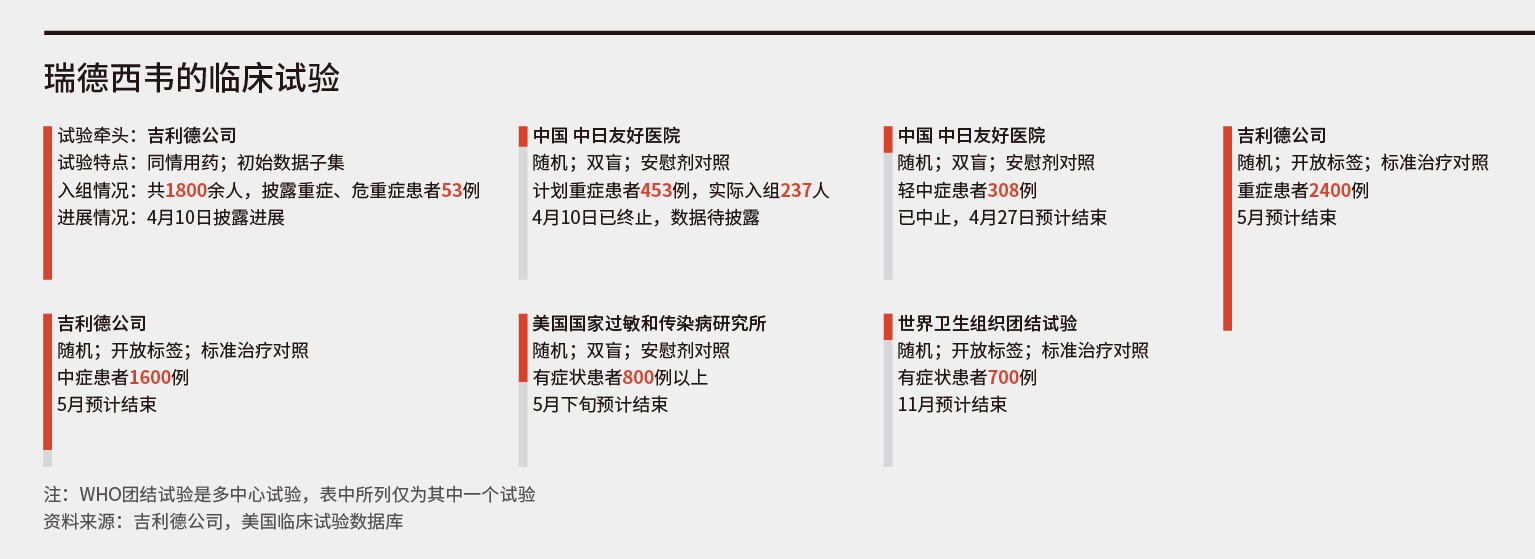 瑞德西韦的临床试验
试验牵头：吉利德公司
试验特点：同情用药；初始数据子集
入组情况：共1800余人，披露重症、危重症患者53例
进展情况：4月10日披露进展
中国 中日友好医院
随机；双盲；安慰剂对照
计划重症患者453例，实际入组237人
4月10日已终止，数据待披露
中国 中日友好医院
随机；双盲；安慰剂对照
轻中症患者308例
已中止，4月27日预计结束
吉利德公司
随机；开放标签；标准治疗对照
重症患者2400例
5月预计结束
吉利德公司
随机；开放标签；标准治疗对照
中症患者1600例
5月预计结束
美国国家过敏和传染病研究所
随机；双盲；安慰剂对照
有症状患者800例以上
5月下旬预计结束
世界卫生组织团结试验
随机；开放标签；标准治疗对照
有症状患者700例
11月预计结束
注：WHO团结试验是多中心试验，表中所列仅为其中一个试验
资料来源：吉利德公司，美国临床试验数据库